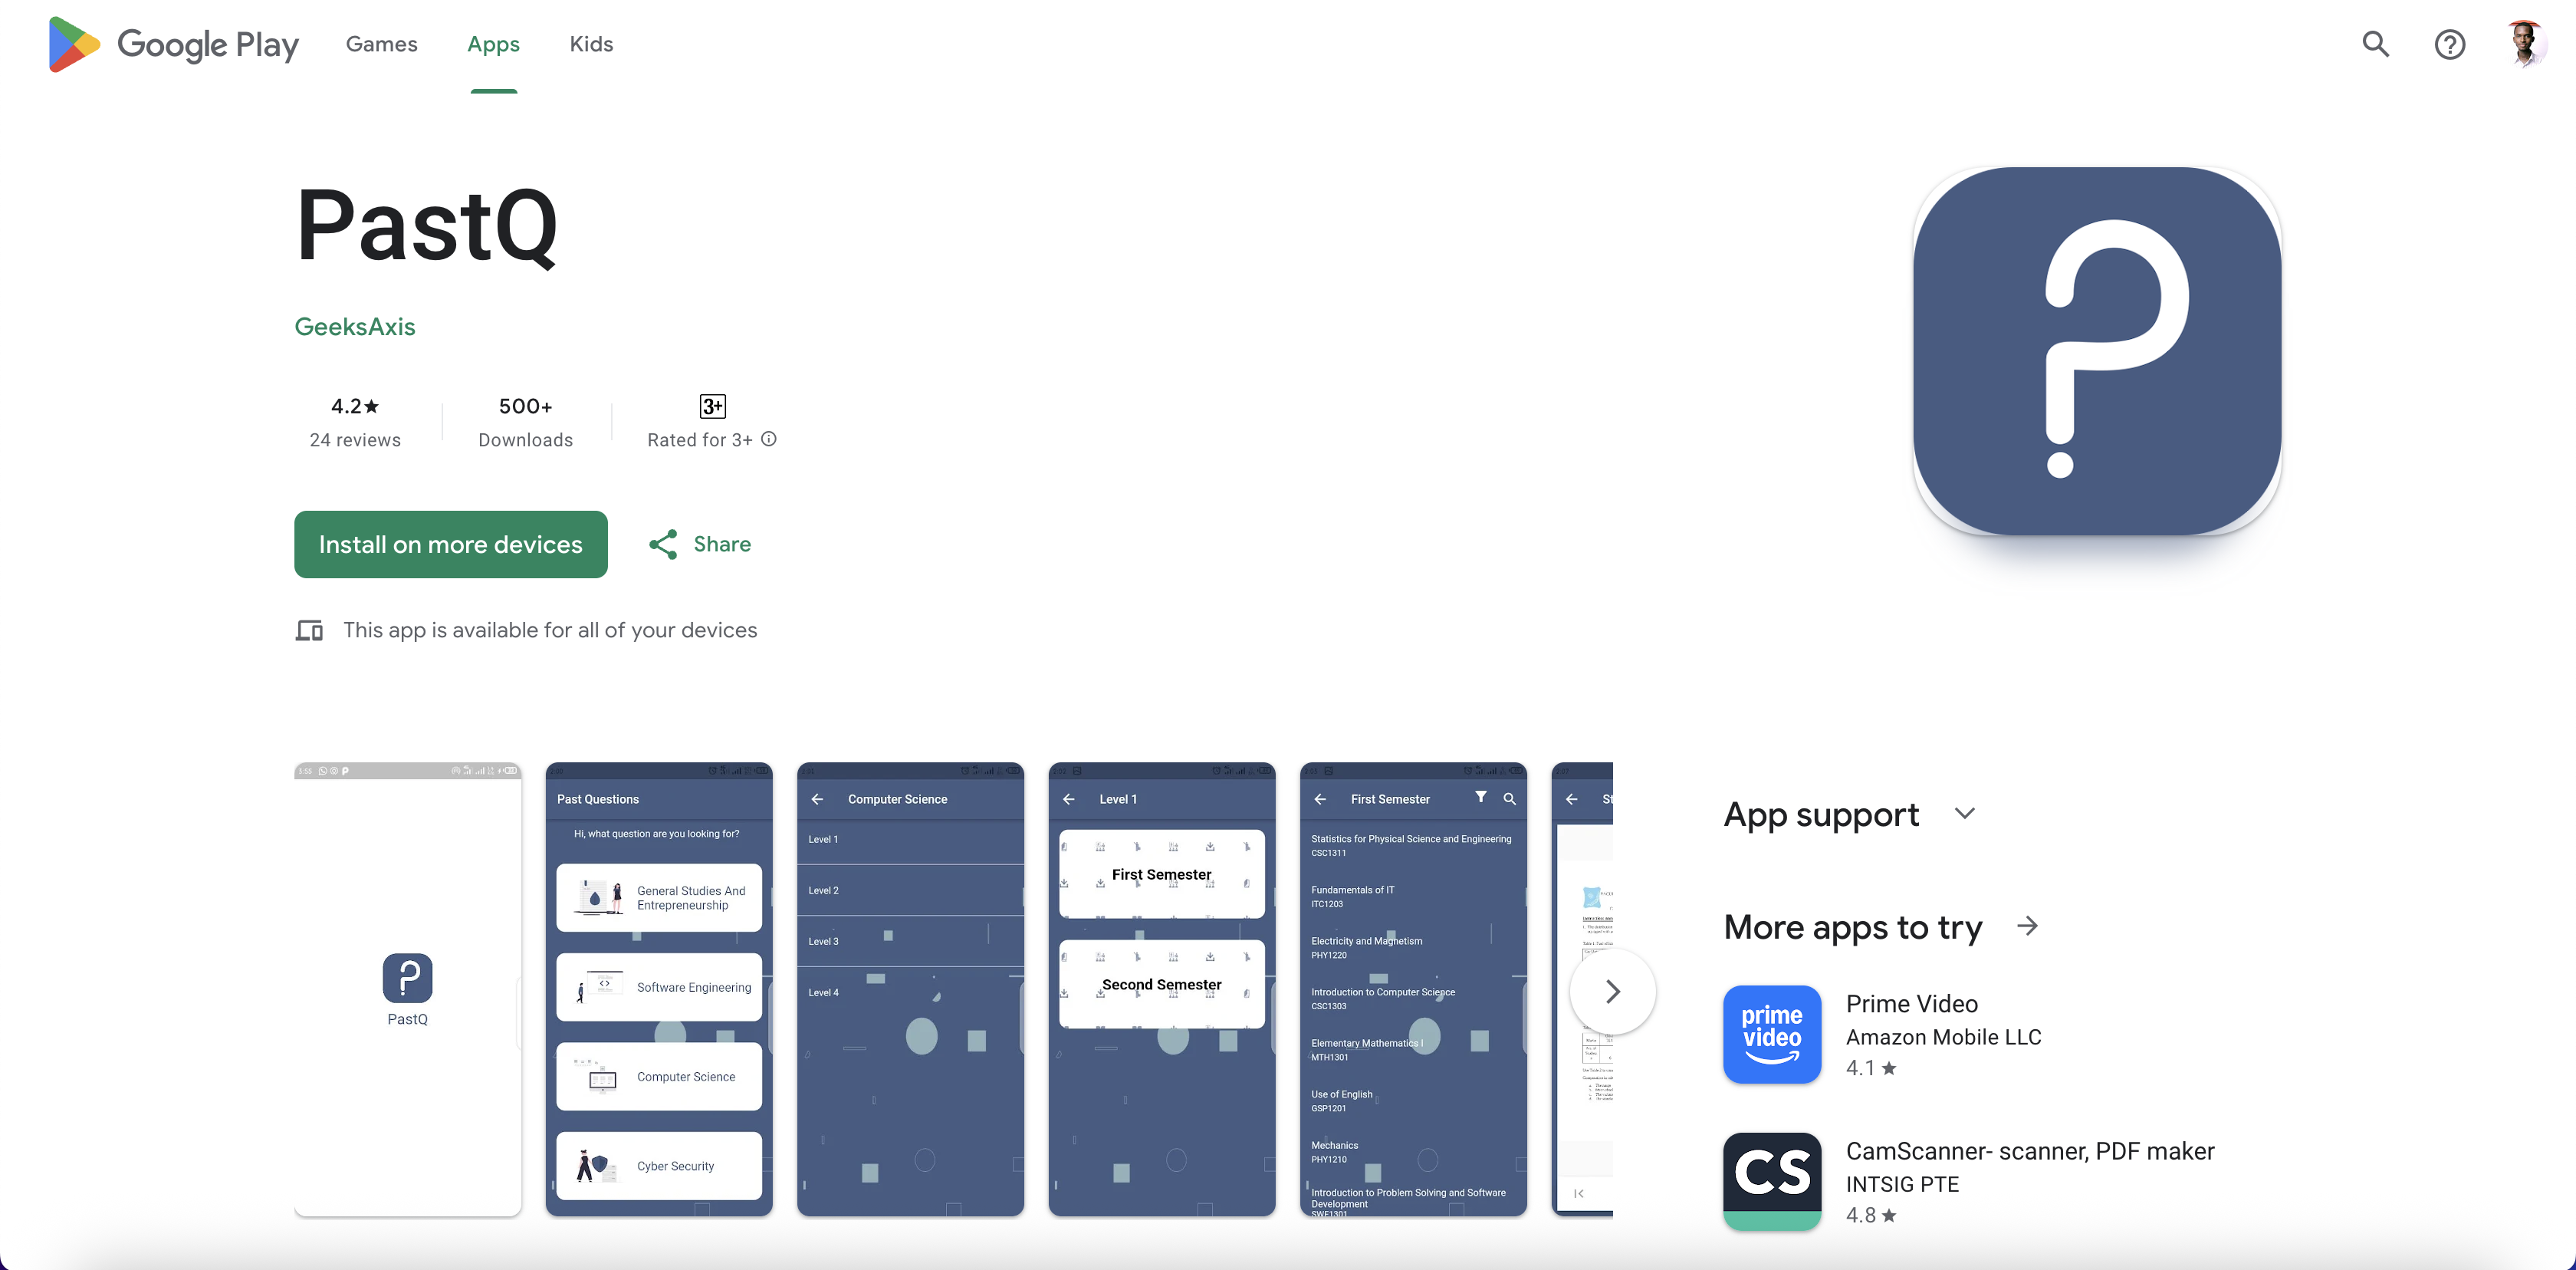 Google Play
Games
Apps
Kids
PastQ
GeeksAxis
4.2★
24 reviews
500+
Downloads
3+
Rated for 3+
Install on more devices
Share
This app is available for all of your devices
PastQ
Past Questions
Hi, what question are you looking for?
General Studies And
Entrepreneurship
Software Engineering
Computer Science
Cyber Security
Computer Science
Level 1
Level 2
Level 3
Level 4
Level 1
First Semester
Second Semester
First Semester
Statistics for Physical Science and Engineering
CSC1311
Fundamentals of IT
ITC1203
Electricity and Magnetism
PHY1220
Introduction to Computer Science
CSC1303
Elementary Mathematics I
MTH1301
Use of English
GSP1201
Mechanics
PHY1210
Introduction to Problem Solving and Software
Development
SWE1301
App support
More apps to try
prime
video
Prime Video
Amazon Mobile LLC
4.1 ★
CS
CamScanner- scanner, PDF maker
INTSIG PTE
4.8 ★